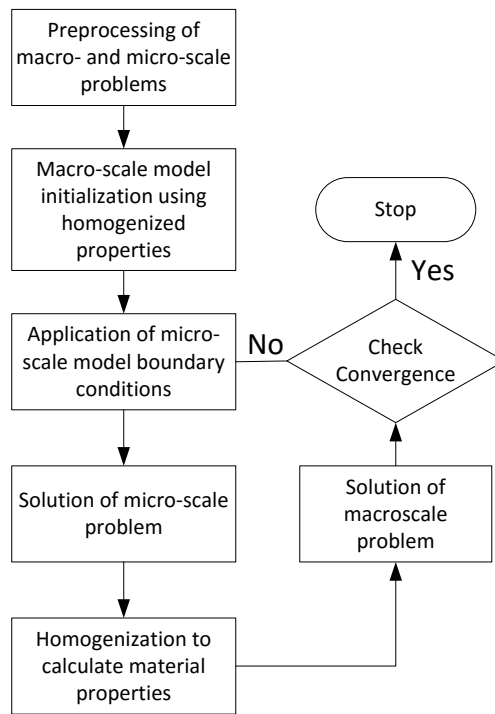 Preprocessing of
macro- and micro-scale
problems
Macro-scale model
initialization using
homogenized
properties
Application of micro-
scale model boundary
conditions
Solution of micro-scale
problem
Homogenization to
calculate material
properties
Solution of
macroscale
problem
Check
Convergence
No
Yes
Stop